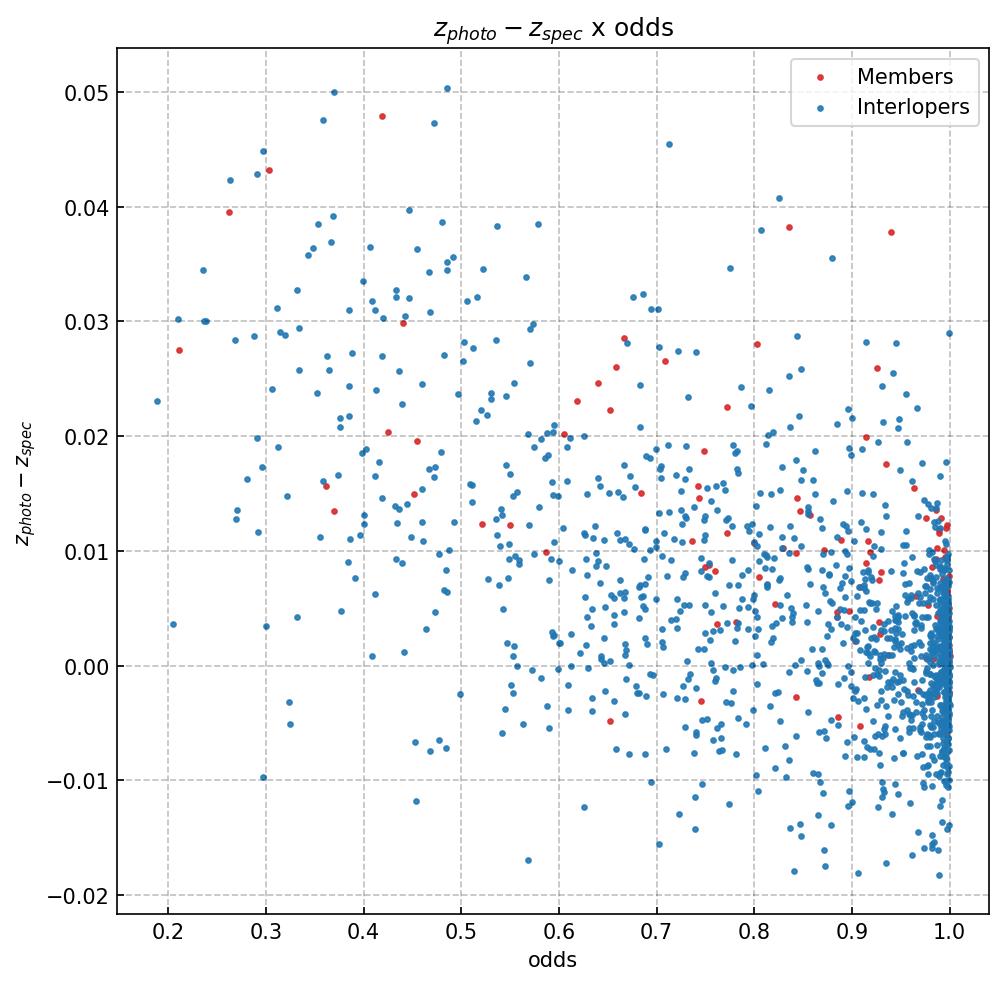 z_photo − z_spec x odds
Members
Interlopers
0.05
0.04
0.03
0.02
0.01
0.00
−0.01
−0.02
z_photo − z_spec
0.2 0.3 0.4 0.5 0.6 0.7 0.8 0.9 1.0
odds